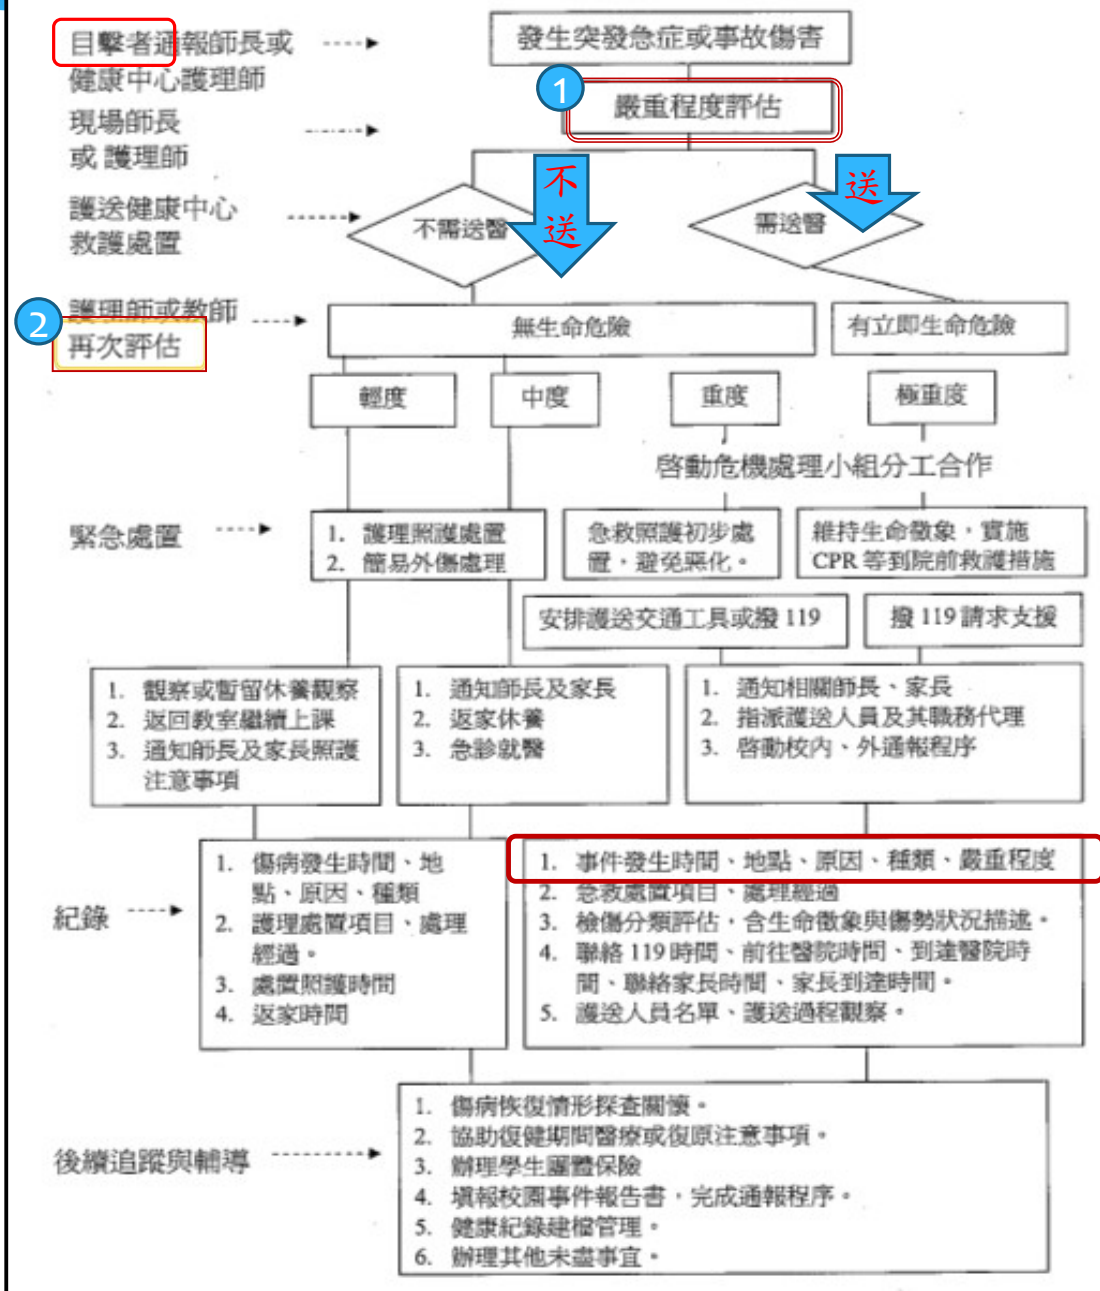 目擊者通報師長或
健康中心護理師
發生突發急症或事故傷害
1
嚴重程度評估
現場師長
或 護理師
不
送
送
護送健康中心
救護處置
不需送醫
需送醫
2
護理師或教師
再次評估
無生命危險
有立即生命危險
輕度
中度
重度
極重度
啓動危機處理小組分工合作
緊急處置
1. 護理照護處置
2. 簡易外傷處理
急救照護初步處
置，避免惡化。
維持生命徵象，實施
CPR 等到院前救護措施
安排護送交通工具或撥 119
撥 119 請求支援
1. 觀察或暫留休養觀察
2. 返回教室繼續上課
3. 通知師長及家長照護
注意事項
1. 通知師長及家長
2. 返家休養
3. 急診就醫
1. 通知相關師長、家長
2. 指派護送人員及其職務代理
3. 啓動校內、外通報程序
紀錄
1. 傷病發生時間、地
點、原因、種類
2. 護理處置項目、處理
經過。
3. 處置照護時間
4. 返家時間
1. 事件發生時間、地點、原因、種類、嚴重程度
2. 急救處置項目、處理經過
3. 檢傷分類評估，含生命徵象與傷勢狀況描述。
4. 聯絡 119 時間、前往醫院時間、到達醫院時
間、聯絡家長時間、家長到達時間。
5. 護送人員名單、護送過程觀察。
後續追蹤與輔導
1. 傷病恢復情形探查關懷。
2. 協助復健期間醫療或復原注意事項。
3. 辦理學生團體保險
4. 填報校園事件報告書，完成通報程序。
5. 健康紀錄建檔管理。
6. 辦理其他未盡事宜。